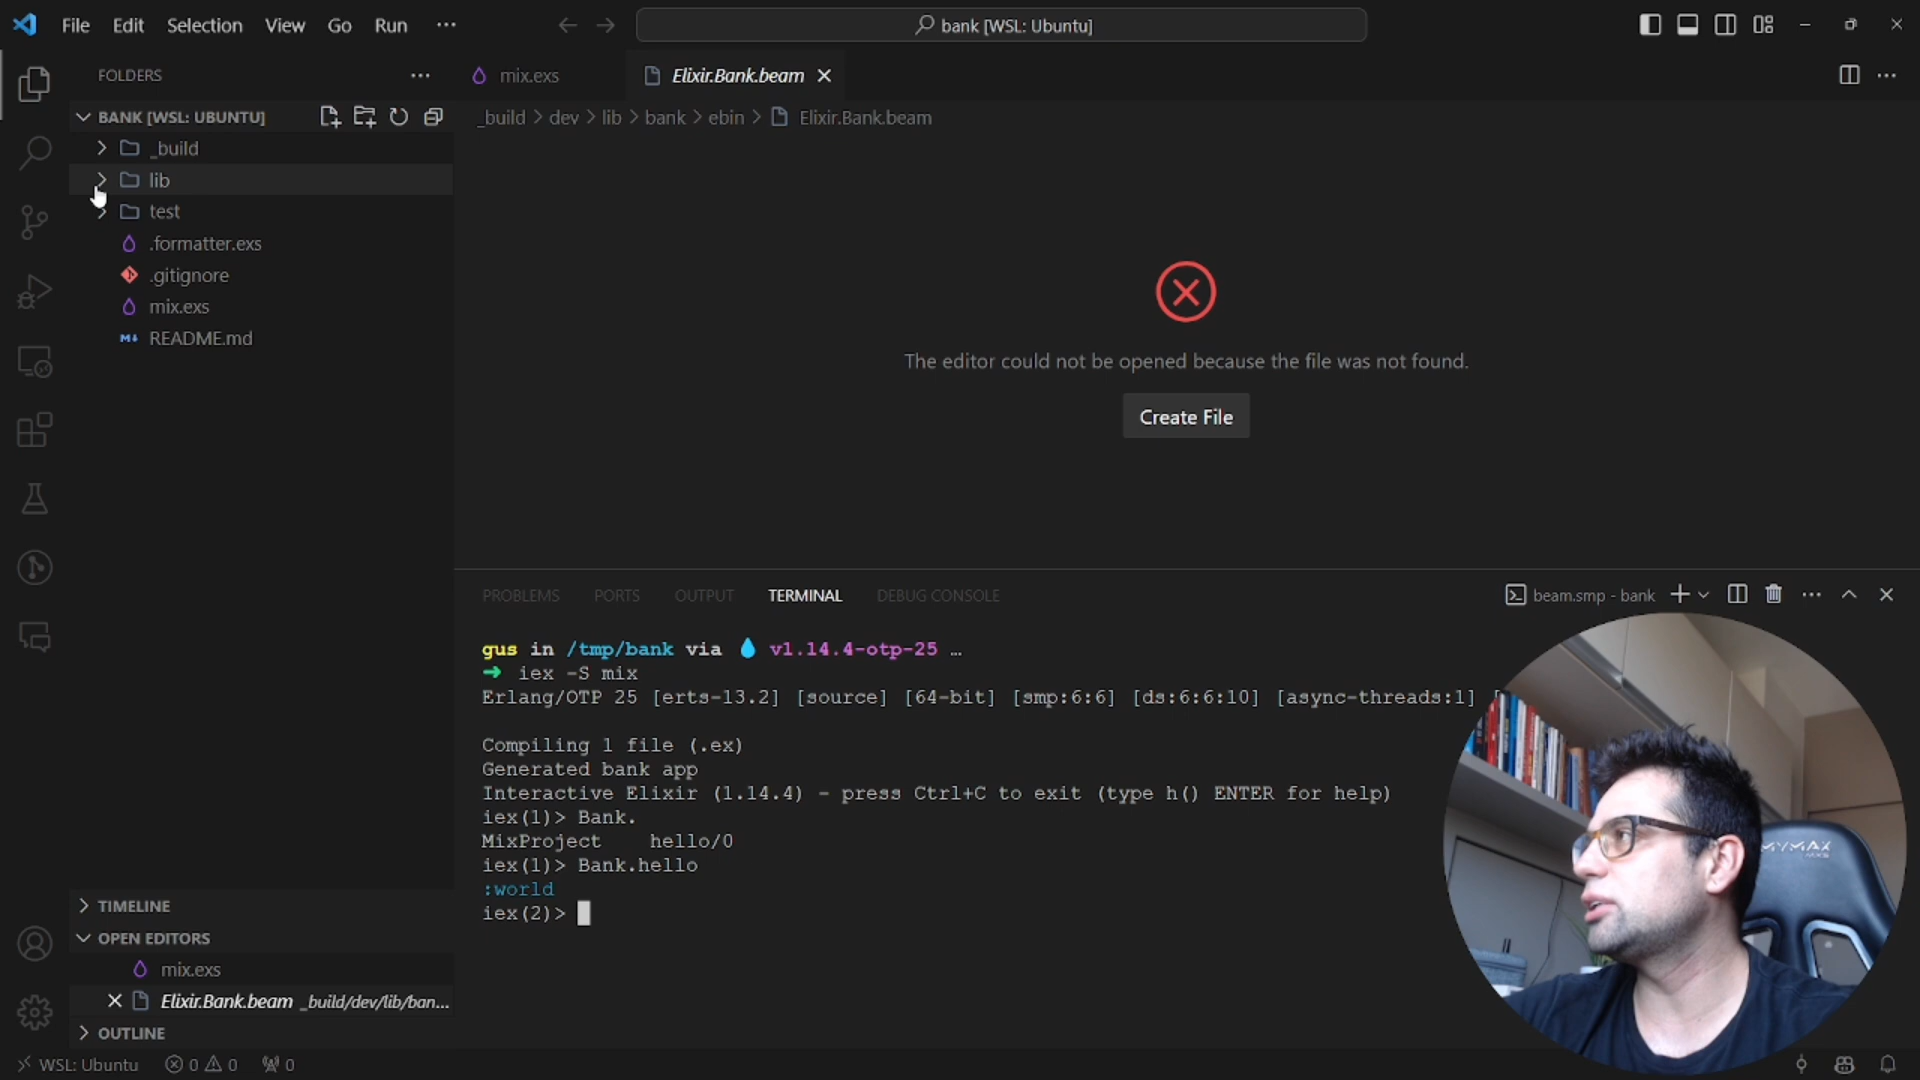 File Edit Selection View Go Run ···
bank [WSL: Ubuntu]
FOLDERS
mix.exs
Elixir.Bank.beam
BANK [WSL: UBUNTU]
_build > dev > lib > bank > ebin > Elixir.Bank.beam
_build
lib
test
.formatter.exs
.gitignore
mix.exs
README.md
The editor could not be opened because the file was not found.
Create File
PROBLEMS PORTS OUTPUT TERMINAL DEBUG CONSOLE
beam.smp - bank
gus in /tmp/bank via v1.14.4-otp-25 …
➜ iex -S mix
Erlang/OTP 25 [erts-13.2] [source] [64-bit] [smp:6:6] [ds:6:6:10] [async-threads:1] [
Compiling 1 file (.ex)
Generated bank app
Interactive Elixir (1.14.4) - press Ctrl+C to exit (type h() ENTER for help)
iex(1)> Bank.
MixProject hello/0
iex(1)> Bank.hello
:world
iex(2)>
MYMAX
MX5
TIMELINE
OPEN EDITORS
mix.exs
Elixir.Bank.beam _build/dev/lib/ban...
OUTLINE
WSL: Ubuntu 0 0 0